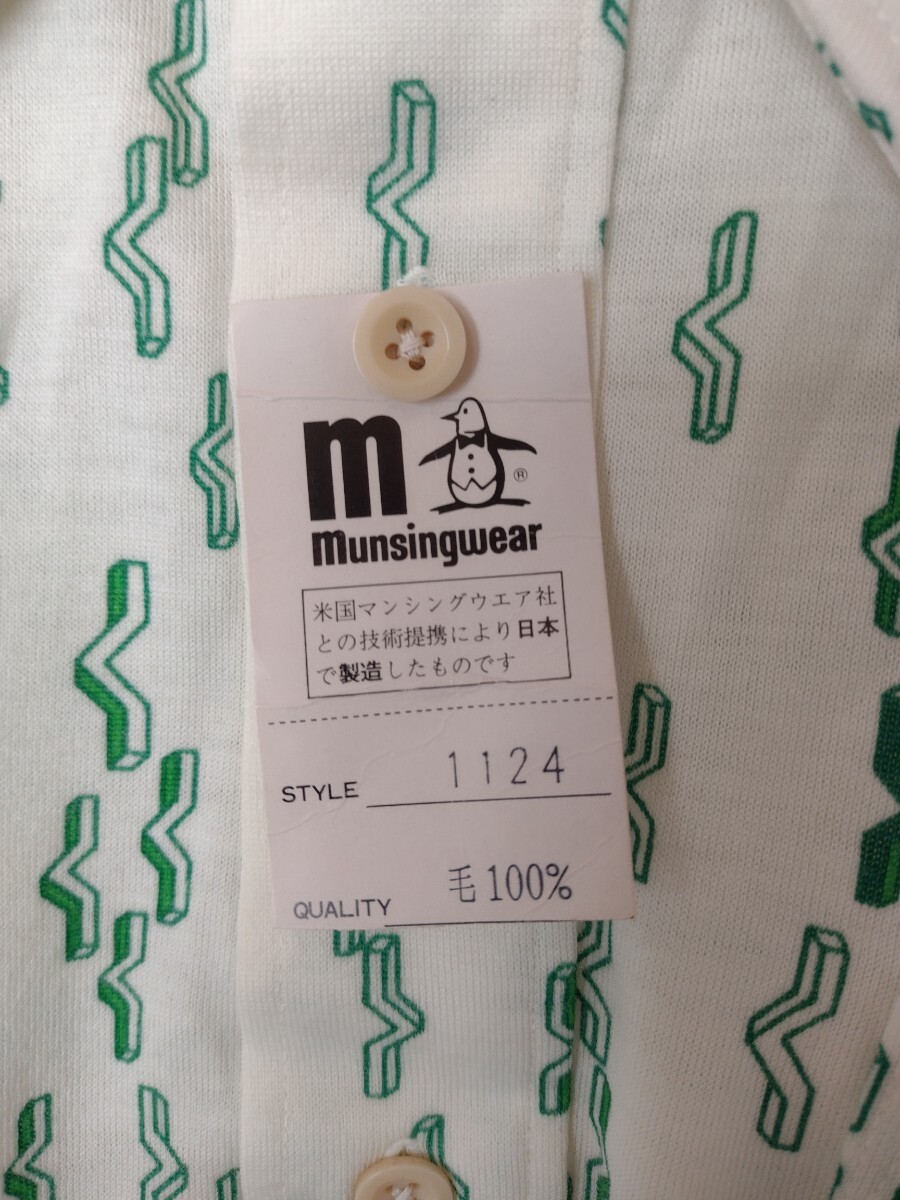 m
®
munsingwear
米国マンシングウエア社
との技術提携により日本
で製造したものです
STYLE 1124
QUALITY 毛100%